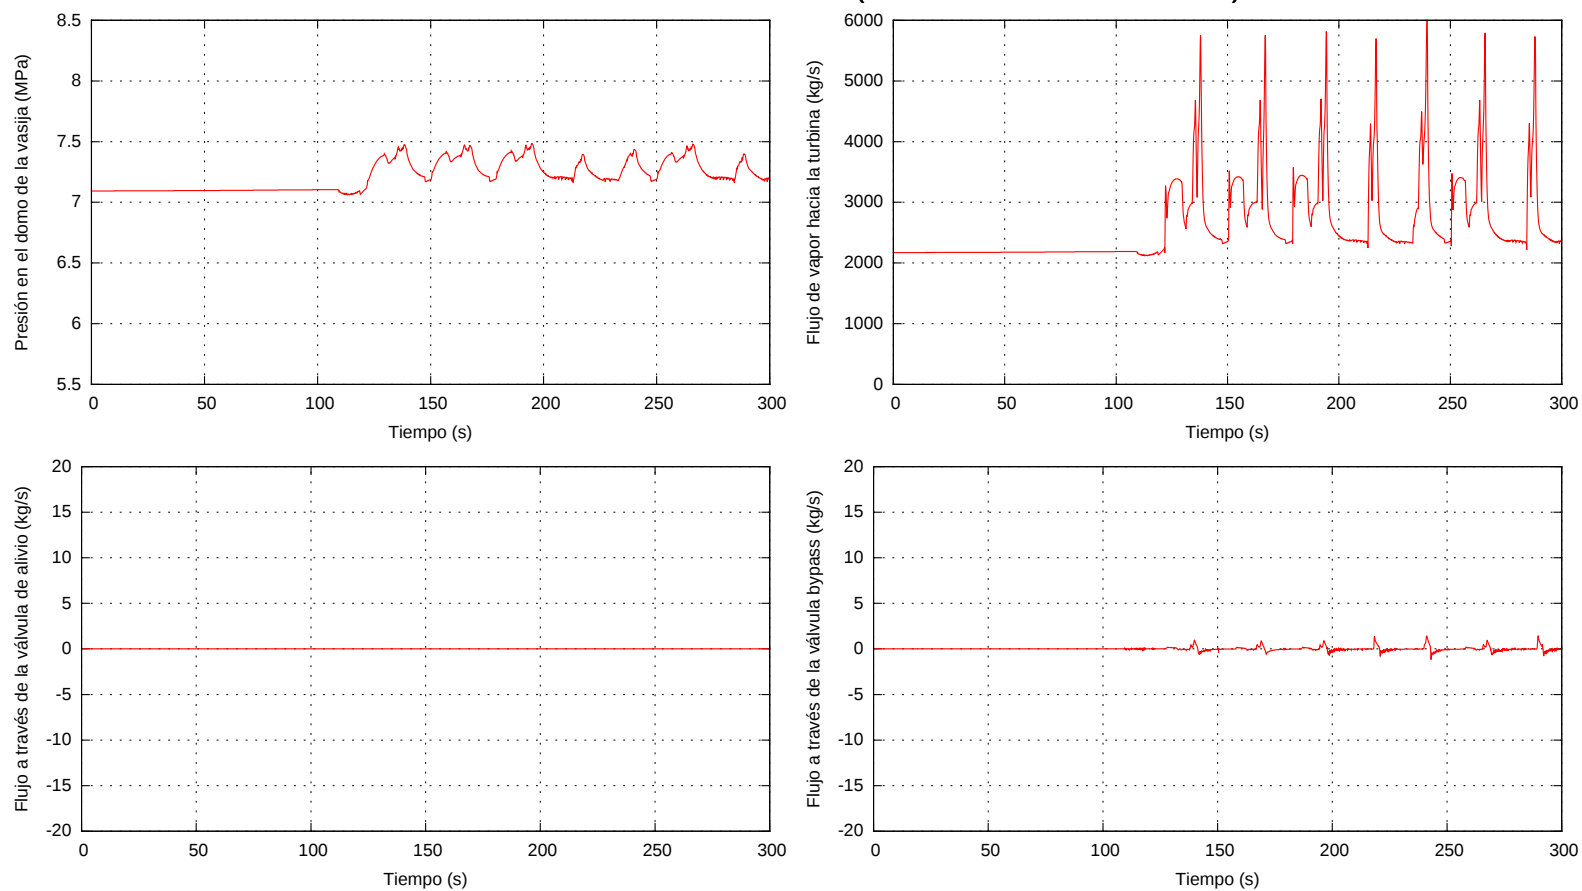 8.5
8
7.5
7
6.5
6
5.5
0 50 100 150 200 250 300
Presión en el domo de la vasija (MPa)
Tiempo (s)
6000
5000
4000
3000
2000
1000
0
0 50 100 150 200 250 300
Flujo de vapor hacia la turbina (kg/s)
Tiempo (s)
20
15
10
5
0
-5
-10
-15
-20
0 50 100 150 200 250 300
Flujo a través de la válvula de alivio (kg/s)
Tiempo (s)
20
15
10
5
0
-5
-10
-15
-20
0 50 100 150 200 250 300
Flujo a través de la válvula bypass (kg/s)
Tiempo (s)